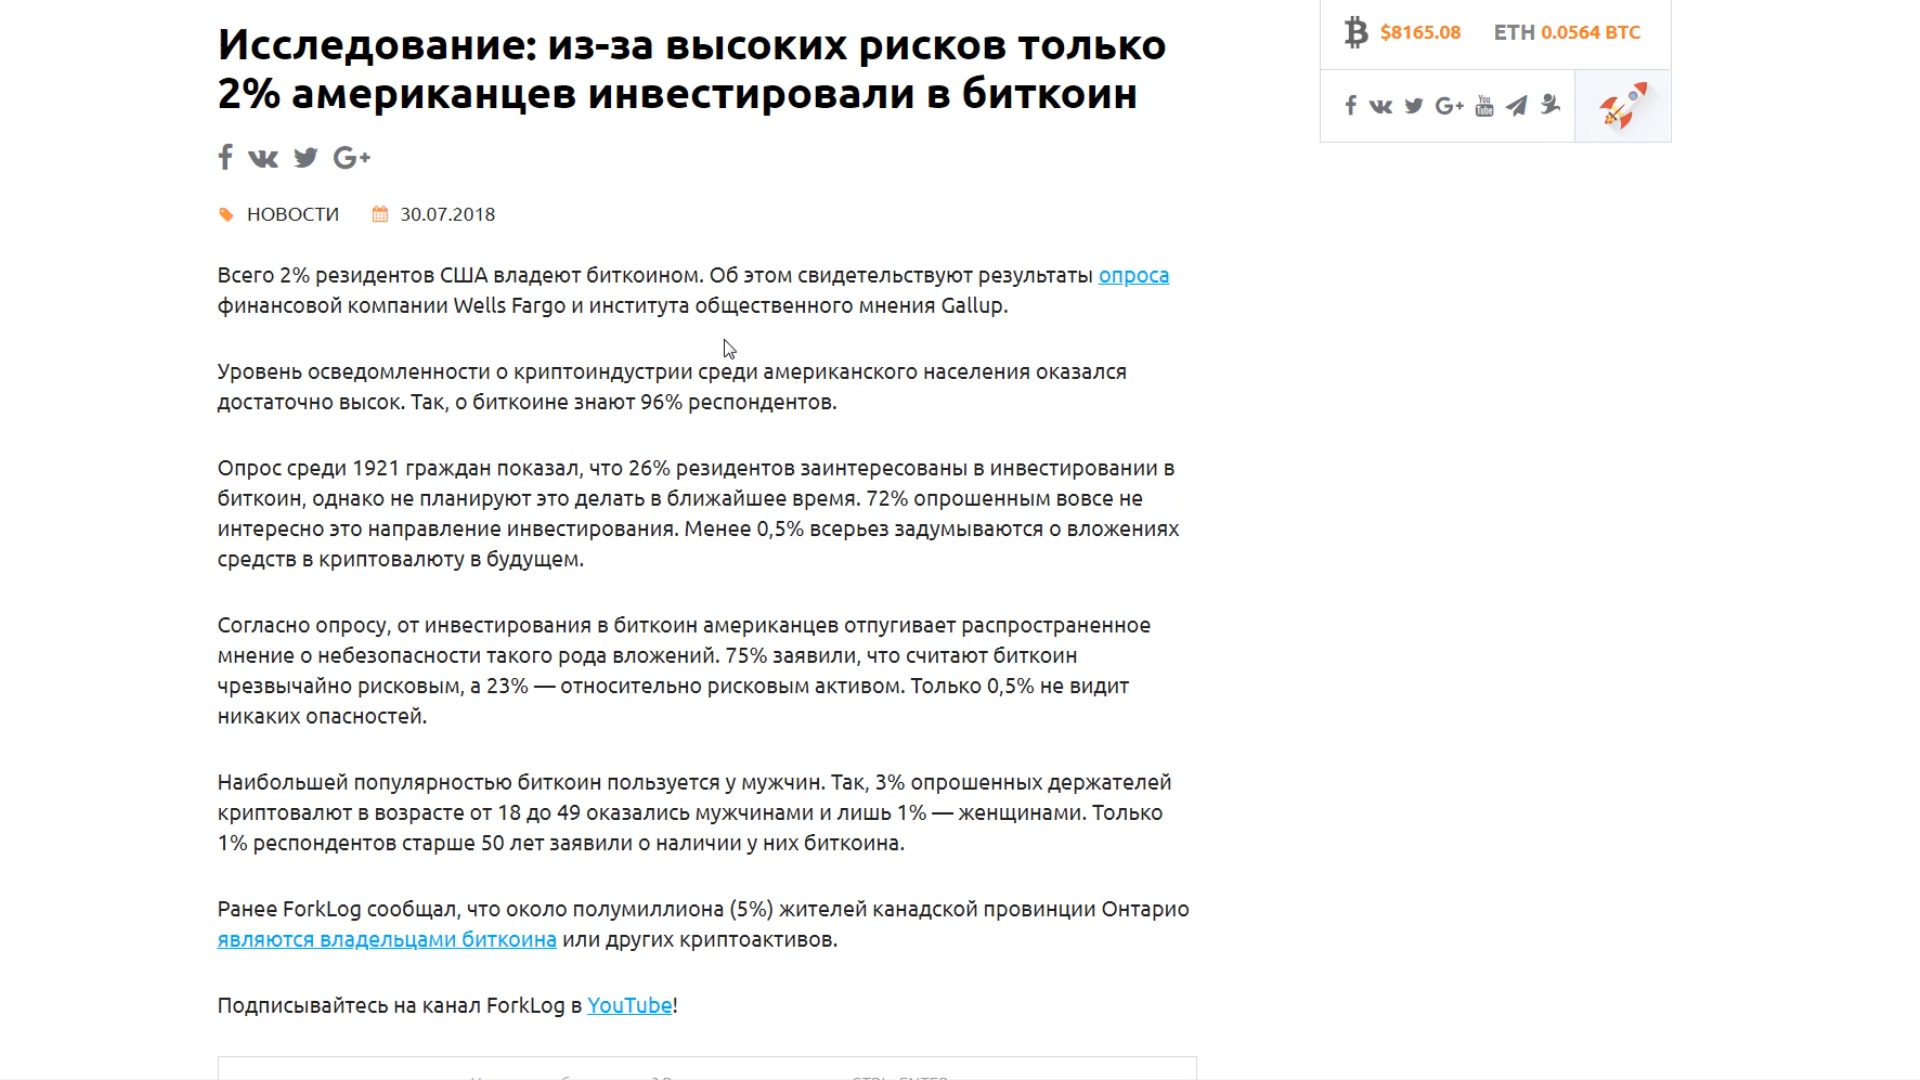 Исследование: из-за высоких рисков только
2% американцев инвестировали в биткоин
НОВОСТИ 30.07.2018
Всего 2% резидентов США владеют биткоином. Об этом свидетельствуют результаты опроса
финансовой компании Wells Fargo и института общественного мнения Gallup.
Уровень осведомленности о криптоиндустрии среди американского населения оказался
достаточно высок. Так, о биткоине знают 96% респондентов.
Опрос среди 1921 граждан показал, что 26% резидентов заинтересованы в инвестировании в
биткоин, однако не планируют это делать в ближайшее время. 72% опрошенным вовсе не
интересно это направление инвестирования. Менее 0,5% всерьез задумываются о вложениях
средств в криптовалюту в будущем.
Согласно опросу, от инвестирования в биткоин американцев отпугивает распространенное
мнение о небезопасности такого рода вложений. 75% заявили, что считают биткоин
чрезвычайно рисковым, а 23% — относительно рисковым активом. Только 0,5% не видит
никаких опасностей.
Наибольшей популярностью биткоин пользуется у мужчин. Так, 3% опрошенных держателей
криптовалют в возрасте от 18 до 49 оказались мужчинами и лишь 1% — женщинами. Только
1% респондентов старше 50 лет заявили о наличии у них биткоина.
Ранее ForkLog сообщал, что около полумиллиона (5%) жителей канадской провинции Онтарио
являются владельцами биткоина или других криптоактивов.
Подписывайтесь на канал ForkLog в YouTube!
$8165.08 ETH 0.0564 BTC